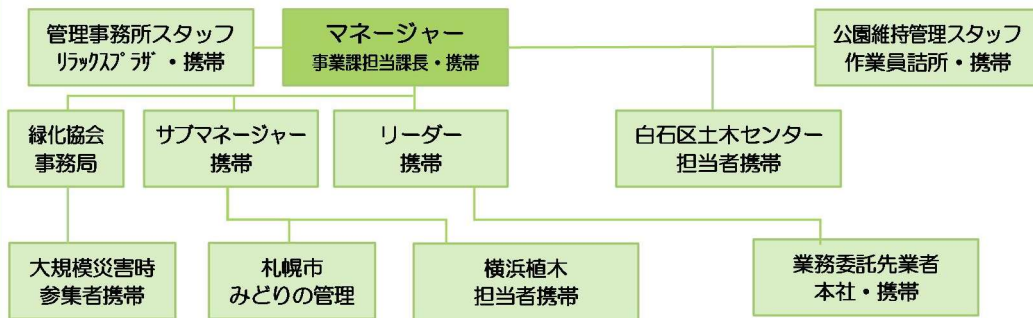 管理事務所スタッフ
ﾘﾗｯｸｽﾌﾟﾗｻﾞ・携帯
マネージャー
事業課担当課長・携帯
公園維持管理スタッフ
作業員詰所・携帯
緑化協会
事務局
サブマネージャー
携帯
リーダー
携帯
白石区土木センター
担当者携帯
大規模災害時
参集者携帯
札幌市
みどりの管理
横浜植木
担当者携帯
業務委託先業者
本社・携帯